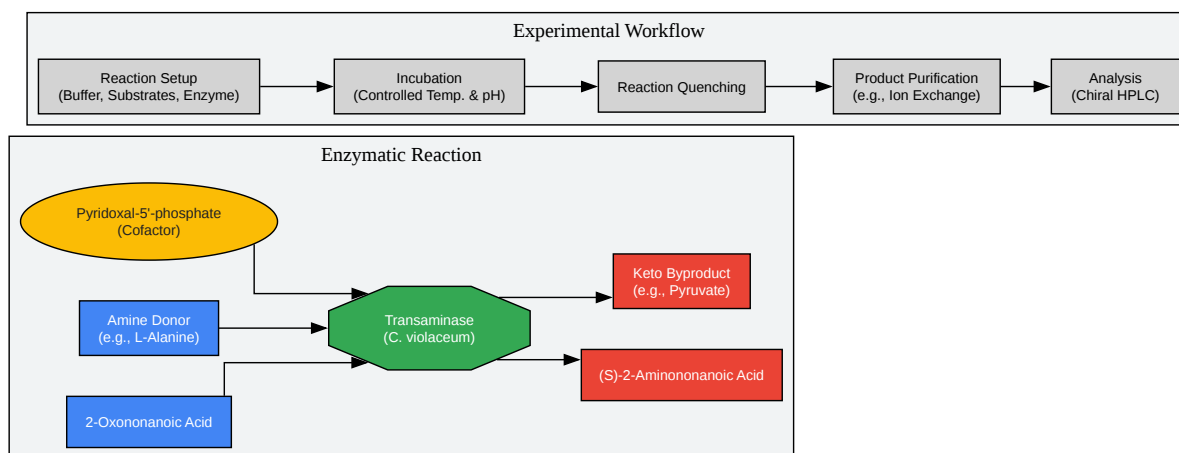 Experimental Workflow
Reaction Setup
(Buffer, Substrates, Enzyme)
Incubation
(Controlled Temp. & pH)
Reaction Quenching
Product Purification
(e.g., Ion Exchange)
Analysis
(Chiral HPLC)
Enzymatic Reaction
Pyridoxal-5'-phosphate
(Cofactor)
Amine Donor
(e.g., L-Alanine)
2-Oxononanoic Acid
Transaminase
(C. violaceum)
Keto Byproduct
(e.g., Pyruvate)
(S)-2-Aminononanoic Acid